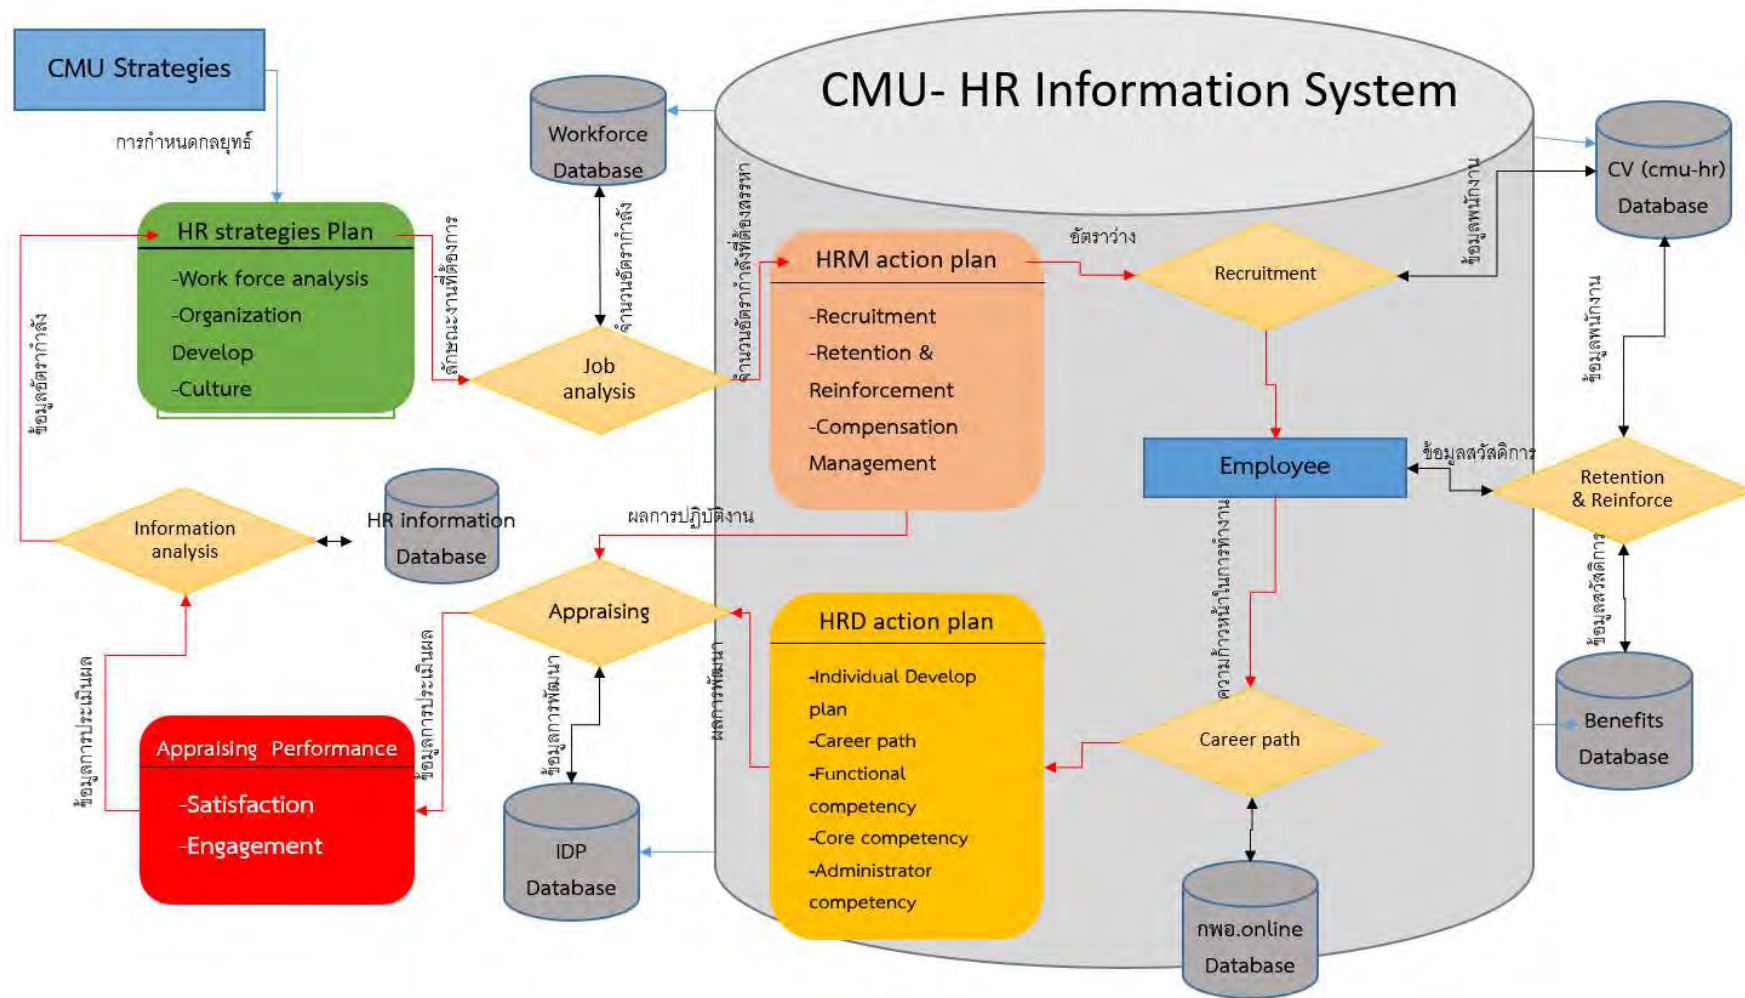 CMU Strategies
การกำหนดกลยุทธ์
HR strategies Plan
-Work force analysis
-Organization
Develop
-Culture
ข้อมูลอัตรากำลัง
ลักษณะงานที่ต้องการ
Workforce
Database
จำนวนอัตรากำลัง
Job
analysis
จำนวนอัตรากำลังที่ต้องสรรหา
CMU- HR Information System
HRM action plan
-Recruitment
-Retention &
Reinforcement
-Compensation
Management
อัตราว่าง
Recruitment
ข้อมูลพนักงาน
CV (cmu-hr)
Database
ข้อมูลพนักงาน
Employee
ข้อมูลสวัสดิการ
Retention
& Reinforce
ข้อมูลสวัสดิการ
Benefits
Database
ความก้าวหน้าในการทำงาน
Career path
กพอ.online
Database
HRD action plan
-Individual Develop
plan
-Career path
-Functional
competency
-Core competency
-Administrator
competency
ผลการปฏิบัติงาน
ผลการพัฒนา
Appraising
ข้อมูลการพัฒนา
IDP
Database
ข้อมูลการประเมินผล
Appraising Performance
-Satisfaction
-Engagement
ข้อมูลการประเมินผล
Information
analysis
HR information
Database